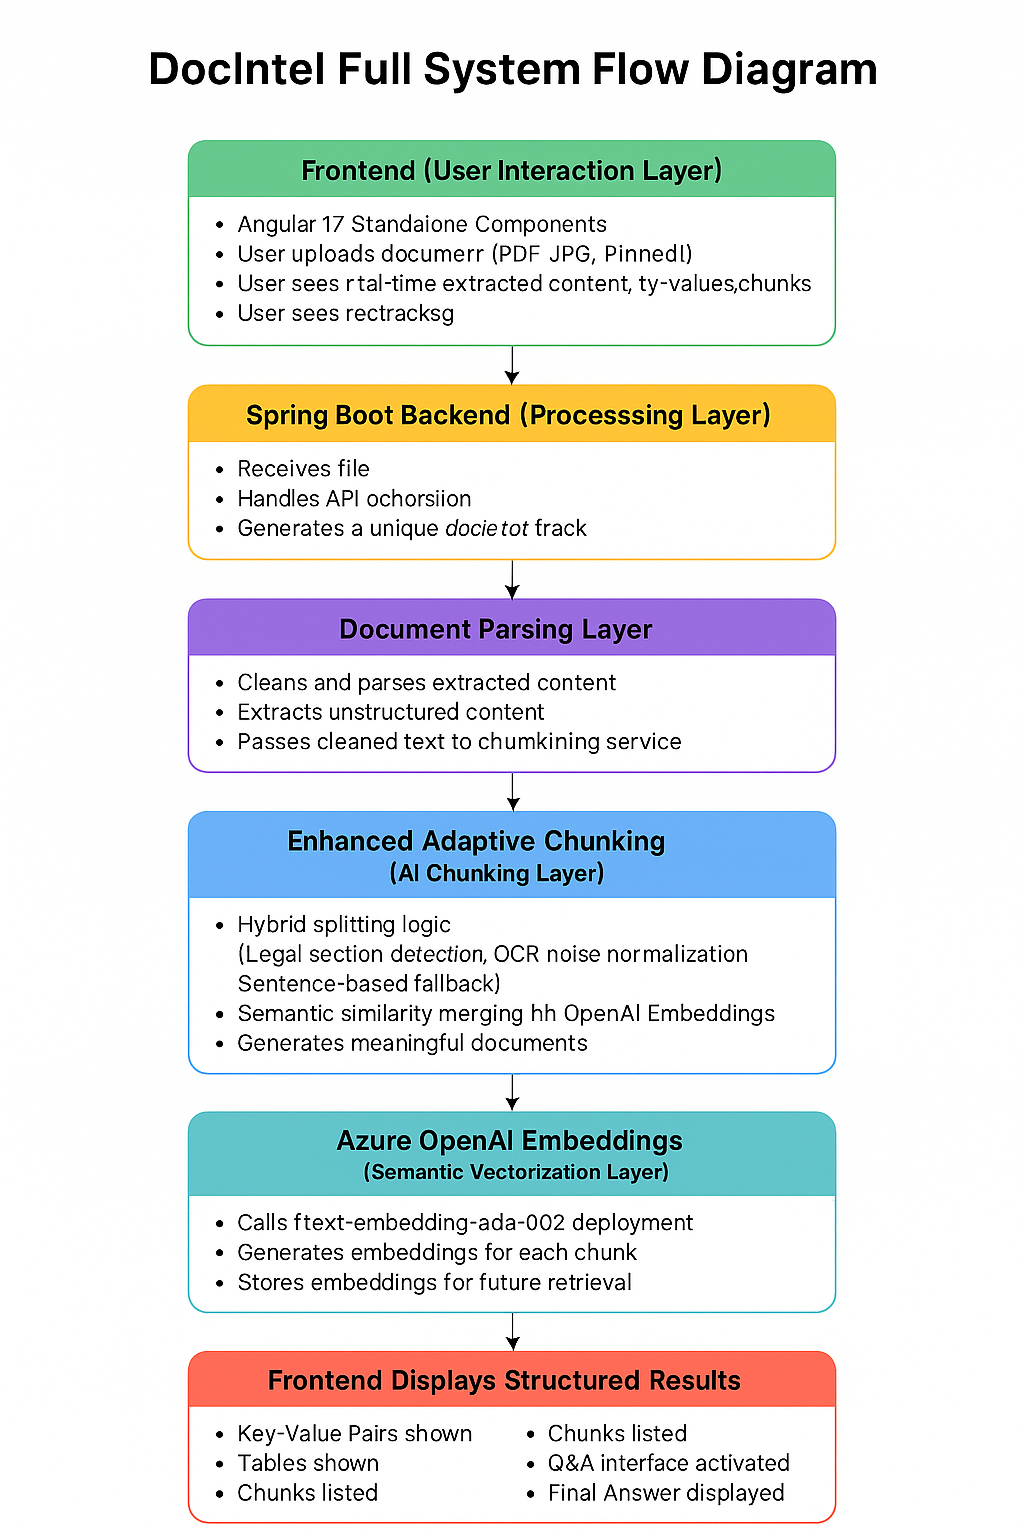 DocIntel Full System Flow Diagram
Frontend (User Interaction Layer)
• Angular 17 Standaione Components
• User uploads documerr (PDF JPG, Pinnedl)
• User sees rtal-time extracted content, ty-values,chunks
• User sees rectracksg
Spring Boot Backend (Processsing Layer)
• Receives file
• Handles API ochorsiion
• Generates a unique docietot frack
Document Parsing Layer
• Cleans and parses extracted content
• Extracts unstructured content
• Passes cleaned text to chumkining service
Enhanced Adaptive Chunking
(AI Chunking Layer)
• Hybrid splitting logic
(Legal section detection, OCR noise normalization
Sentence-based fallback)
• Semantic similarity merging hh OpenAI Embeddings
• Generates meaningful documents
Azure OpenAI Embeddings
(Semantic Vectorization Layer)
• Calls ftext-embedding-ada-002 deployment
• Generates embeddings for each chunk
• Stores embeddings for future retrieval
Frontend Displays Structured Results
• Key-Value Pairs shown
• Tables shown
• Chunks listed
• Chunks listed
• Q&A interface activated
• Final Answer displayed